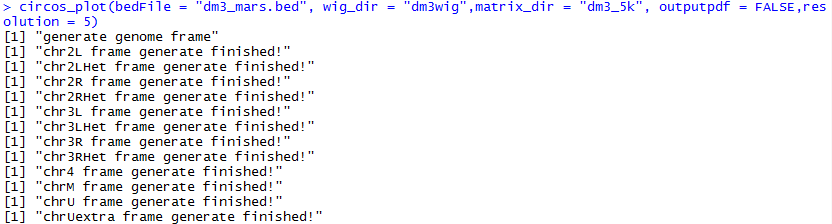 > circos_plot(bedFile = "dm3_mars.bed", wig_dir = "dm3wig",matrix_dir = "dm3_5k", outputpdf = FALSE,res
olution = 5)
[1] "generate genome frame"
[1] "chr2L frame generate finished!"
[1] "chr2LHet frame generate finished!"
[1] "chr2R frame generate finished!"
[1] "chr2RHet frame generate finished!"
[1] "chr3L frame generate finished!"
[1] "chr3LHet frame generate finished!"
[1] "chr3R frame generate finished!"
[1] "chr3RHet frame generate finished!"
[1] "chr4 frame generate finished!"
[1] "chrM frame generate finished!"
[1] "chrU frame generate finished!"
[1] "chrUextra frame generate finished!"